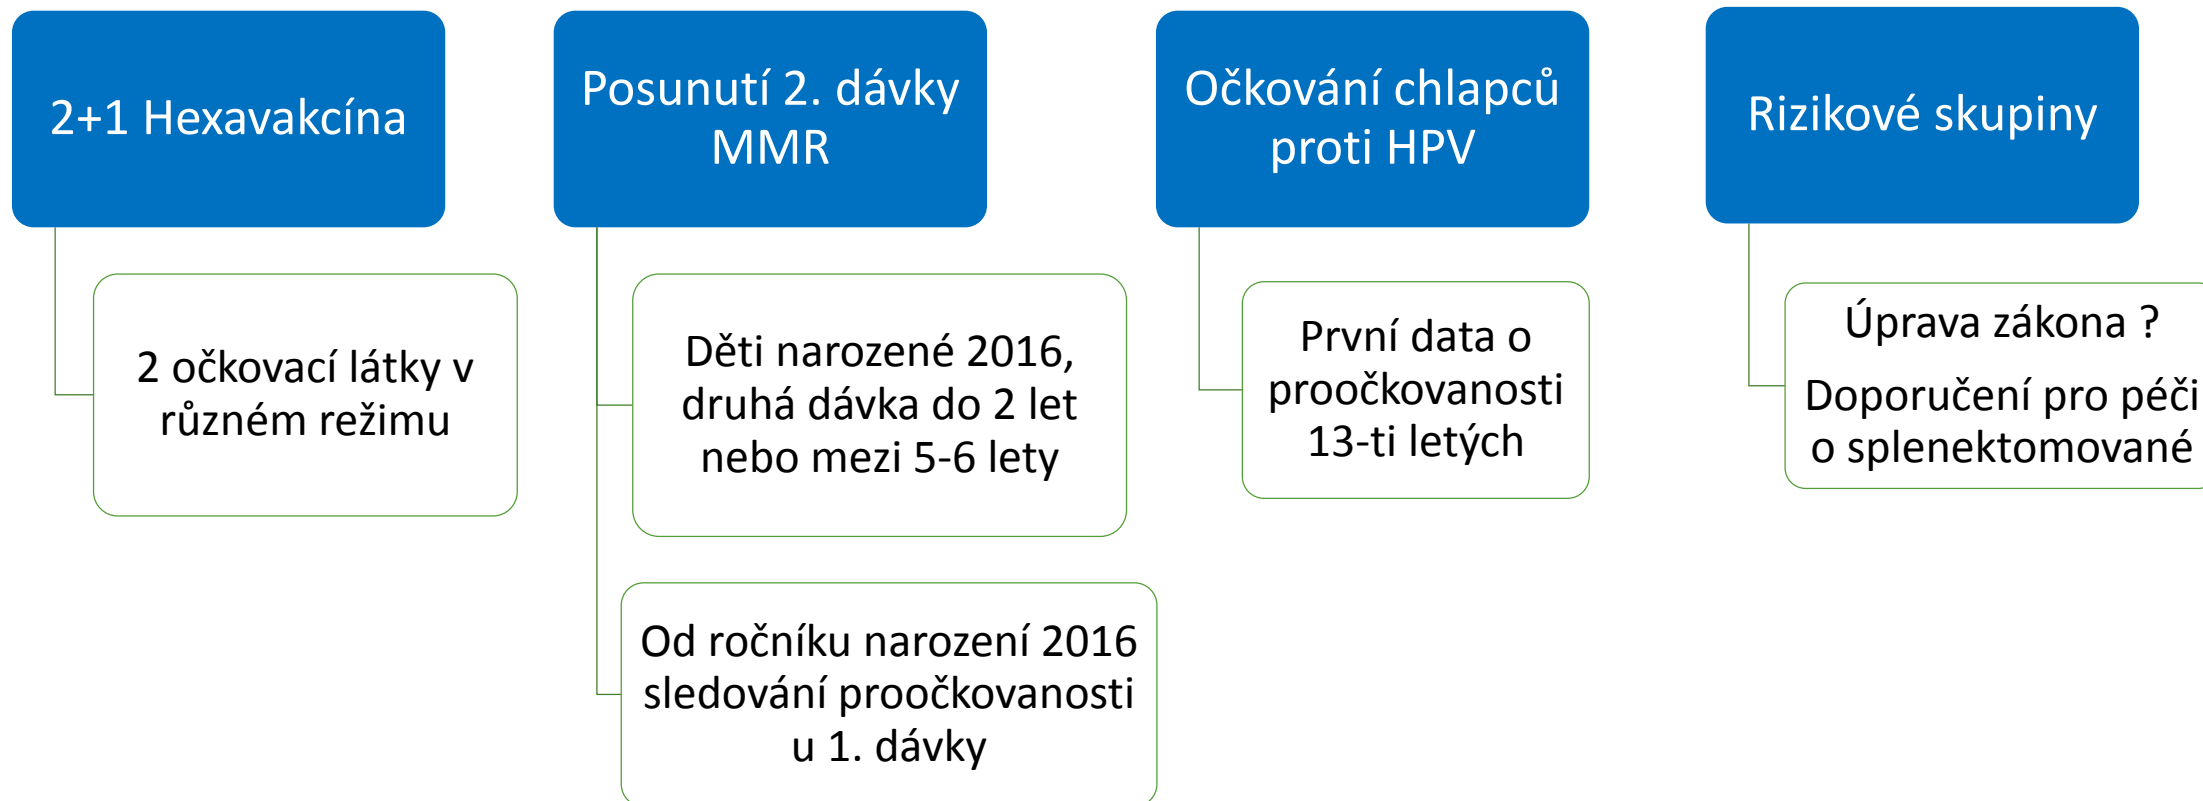 2+1 Hexavakcína
2 očkovací látky v
různém režimu
Posunutí 2. dávky
MMR
Děti narozené 2016,
druhá dávka do 2 let
nebo mezi 5-6 lety
Od ročníku narození 2016
sledování proočkovanosti
u 1. dávky
Očkování chlapců
proti HPV
První data o
proočkovanosti
13-ti letých
Rizikové skupiny
Úprava zákona ?
Doporučení pro péči
o splenektomované